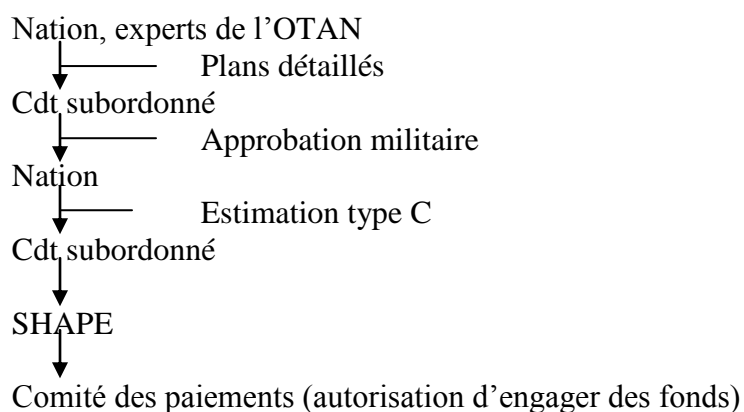 Nation, experts de l’OTAN
Plans détaillés
Cdt subordonné
Approbation militaire
Nation
Estimation type C
Cdt subordonné
SHAPE
Comité des paiements (autorisation d’engager des fonds)